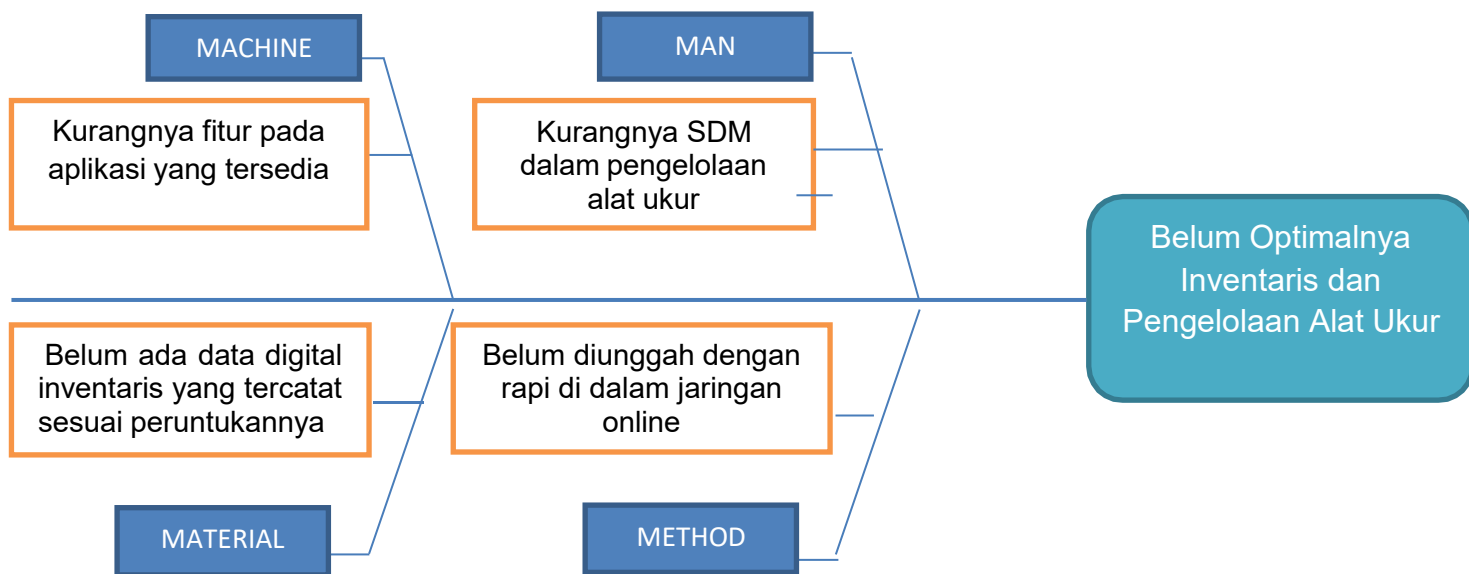 MACHINE
MAN
Kurangnya fitur pada
aplikasi yang tersedia
Kurangnya SDM
dalam pengelolaan
alat ukur
Belum Optimalnya
Inventaris dan
Pengelolaan Alat Ukur
Belum ada data digital
inventaris yang tercatat
sesuai peruntukannya
Belum diunggah dengan
rapi di dalam jaringan
online
MATERIAL
METHOD